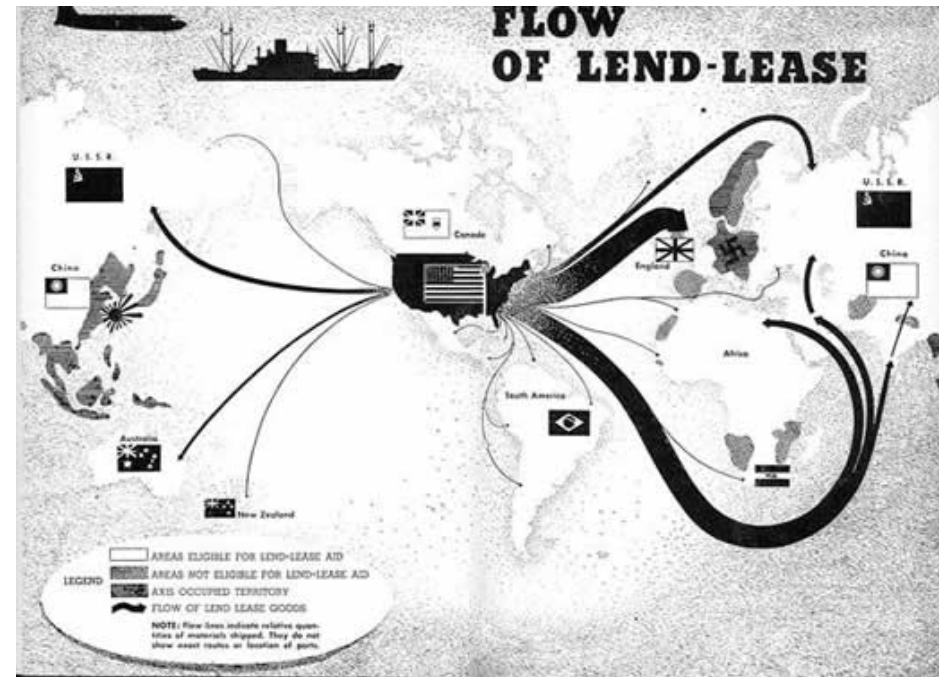 FLOW
OF LEND-LEASE
U. S. S. R.
China
Australia
New Zealand
Canada
South America
England
Africa
U. S. S. R.
China
LEGEND
AREAS ELIGIBLE FOR LEND-LEASE AID
AREAS NOT ELIGIBLE FOR LEND-LEASE AID
AXIS OCCUPIED TERRITORY
FLOW OF LEND LEASE GOODS
NOTE: Flow lines indicate relative quan-
tities of materials shipped. They do not
show exact routes or location of ports.